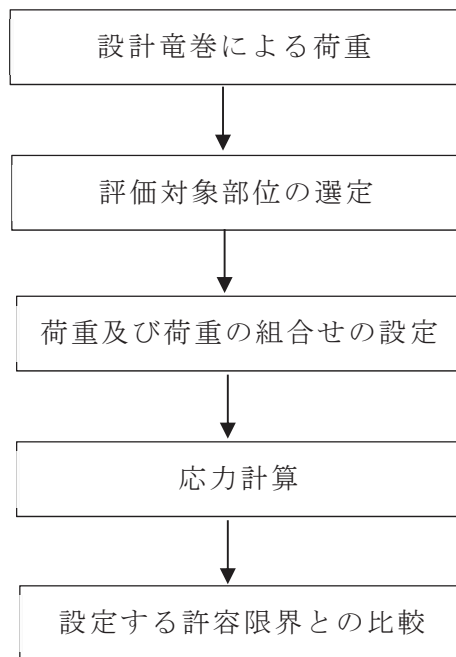 設計竜巻による荷重
評価対象部位の選定
荷重及び荷重の組合せの設定
応力計算
設定する許容限界との比較